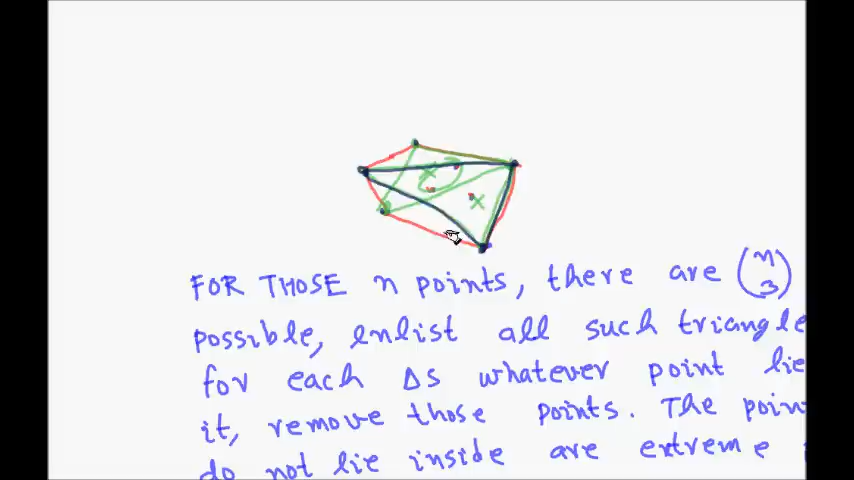 FOR THOSE n points, there are (n 3)
possible, enlist all such triangle
for each Δs whatever point lie
it, remove those points. The poin
do not lie inside are extreme